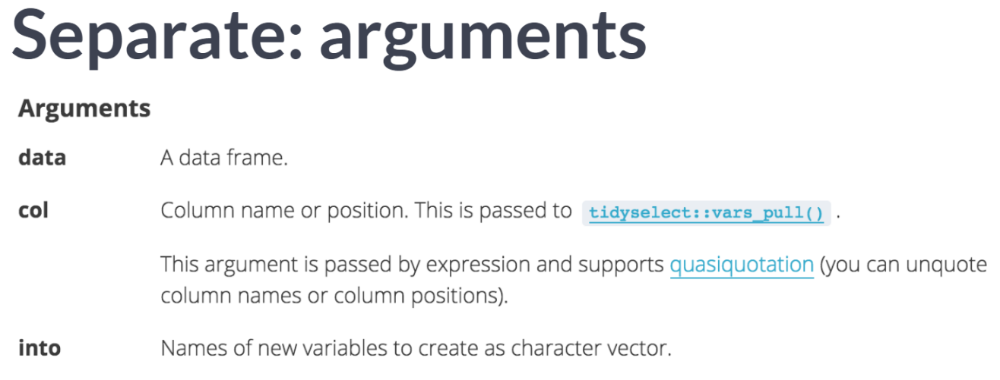 Separate: arguments
Arguments
data A data frame.
col Column name or position. This is passed to tidyselect::vars_pull() .
This argument is passed by expression and supports quasiquotation (you can unquote
column names or column positions).
into Names of new variables to create as character vector.